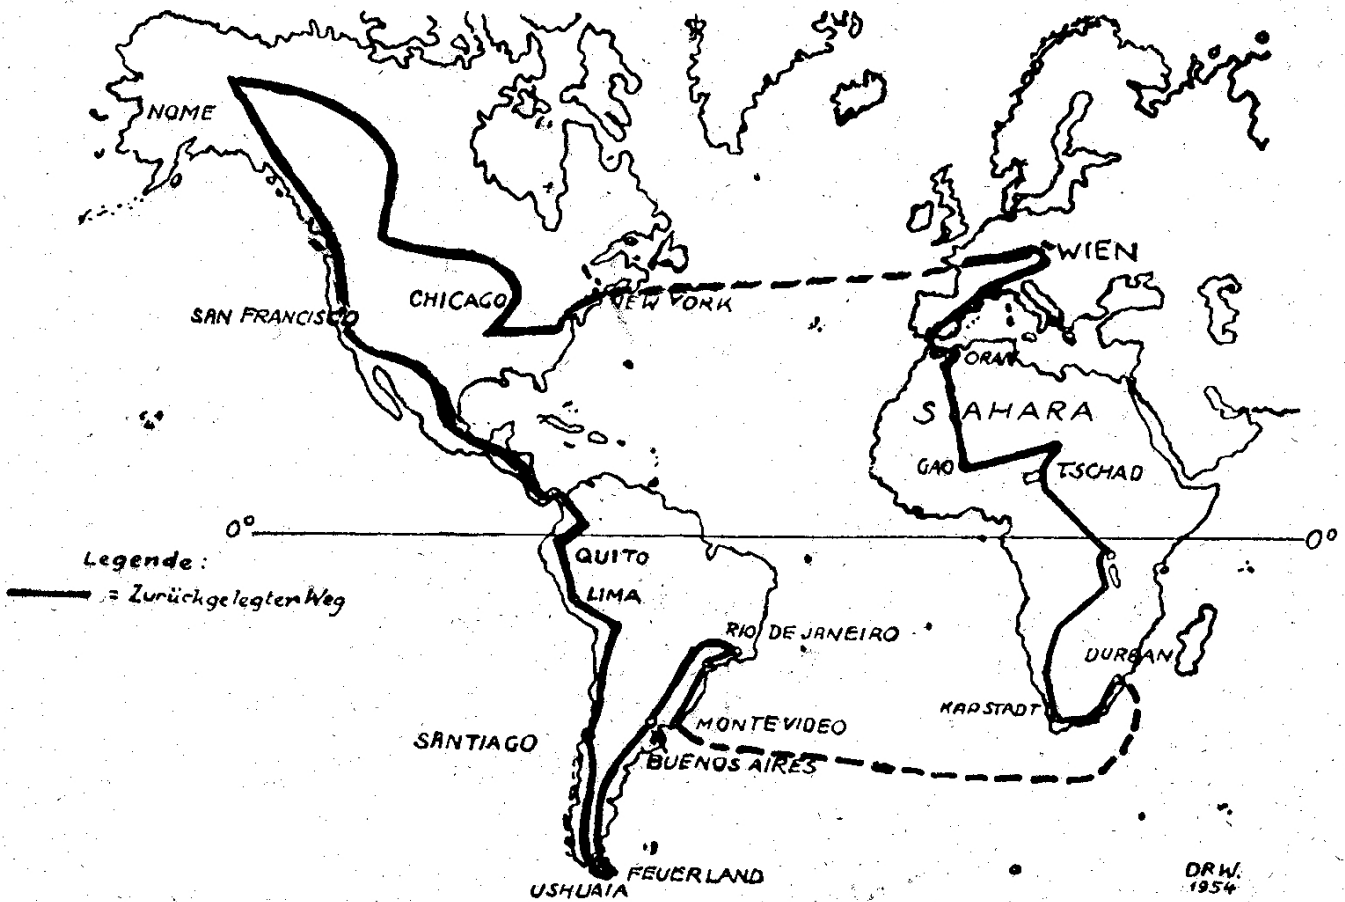 NOME
WIEN
CHICAGO
NEW YORK
SAN FRANCISCO
ORAN
SAHARA
GAO
TSCHAD
0°
0°
Legende:
= Zurückgelegter Weg
QUITO
LIMA
RIO DE JANEIRO
DURBAN
KAPSTADT
MONTEVIDEO
SANTIAGO
BUENOS AIRES
FEUERLAND
USHUAIA
DRW.
1954